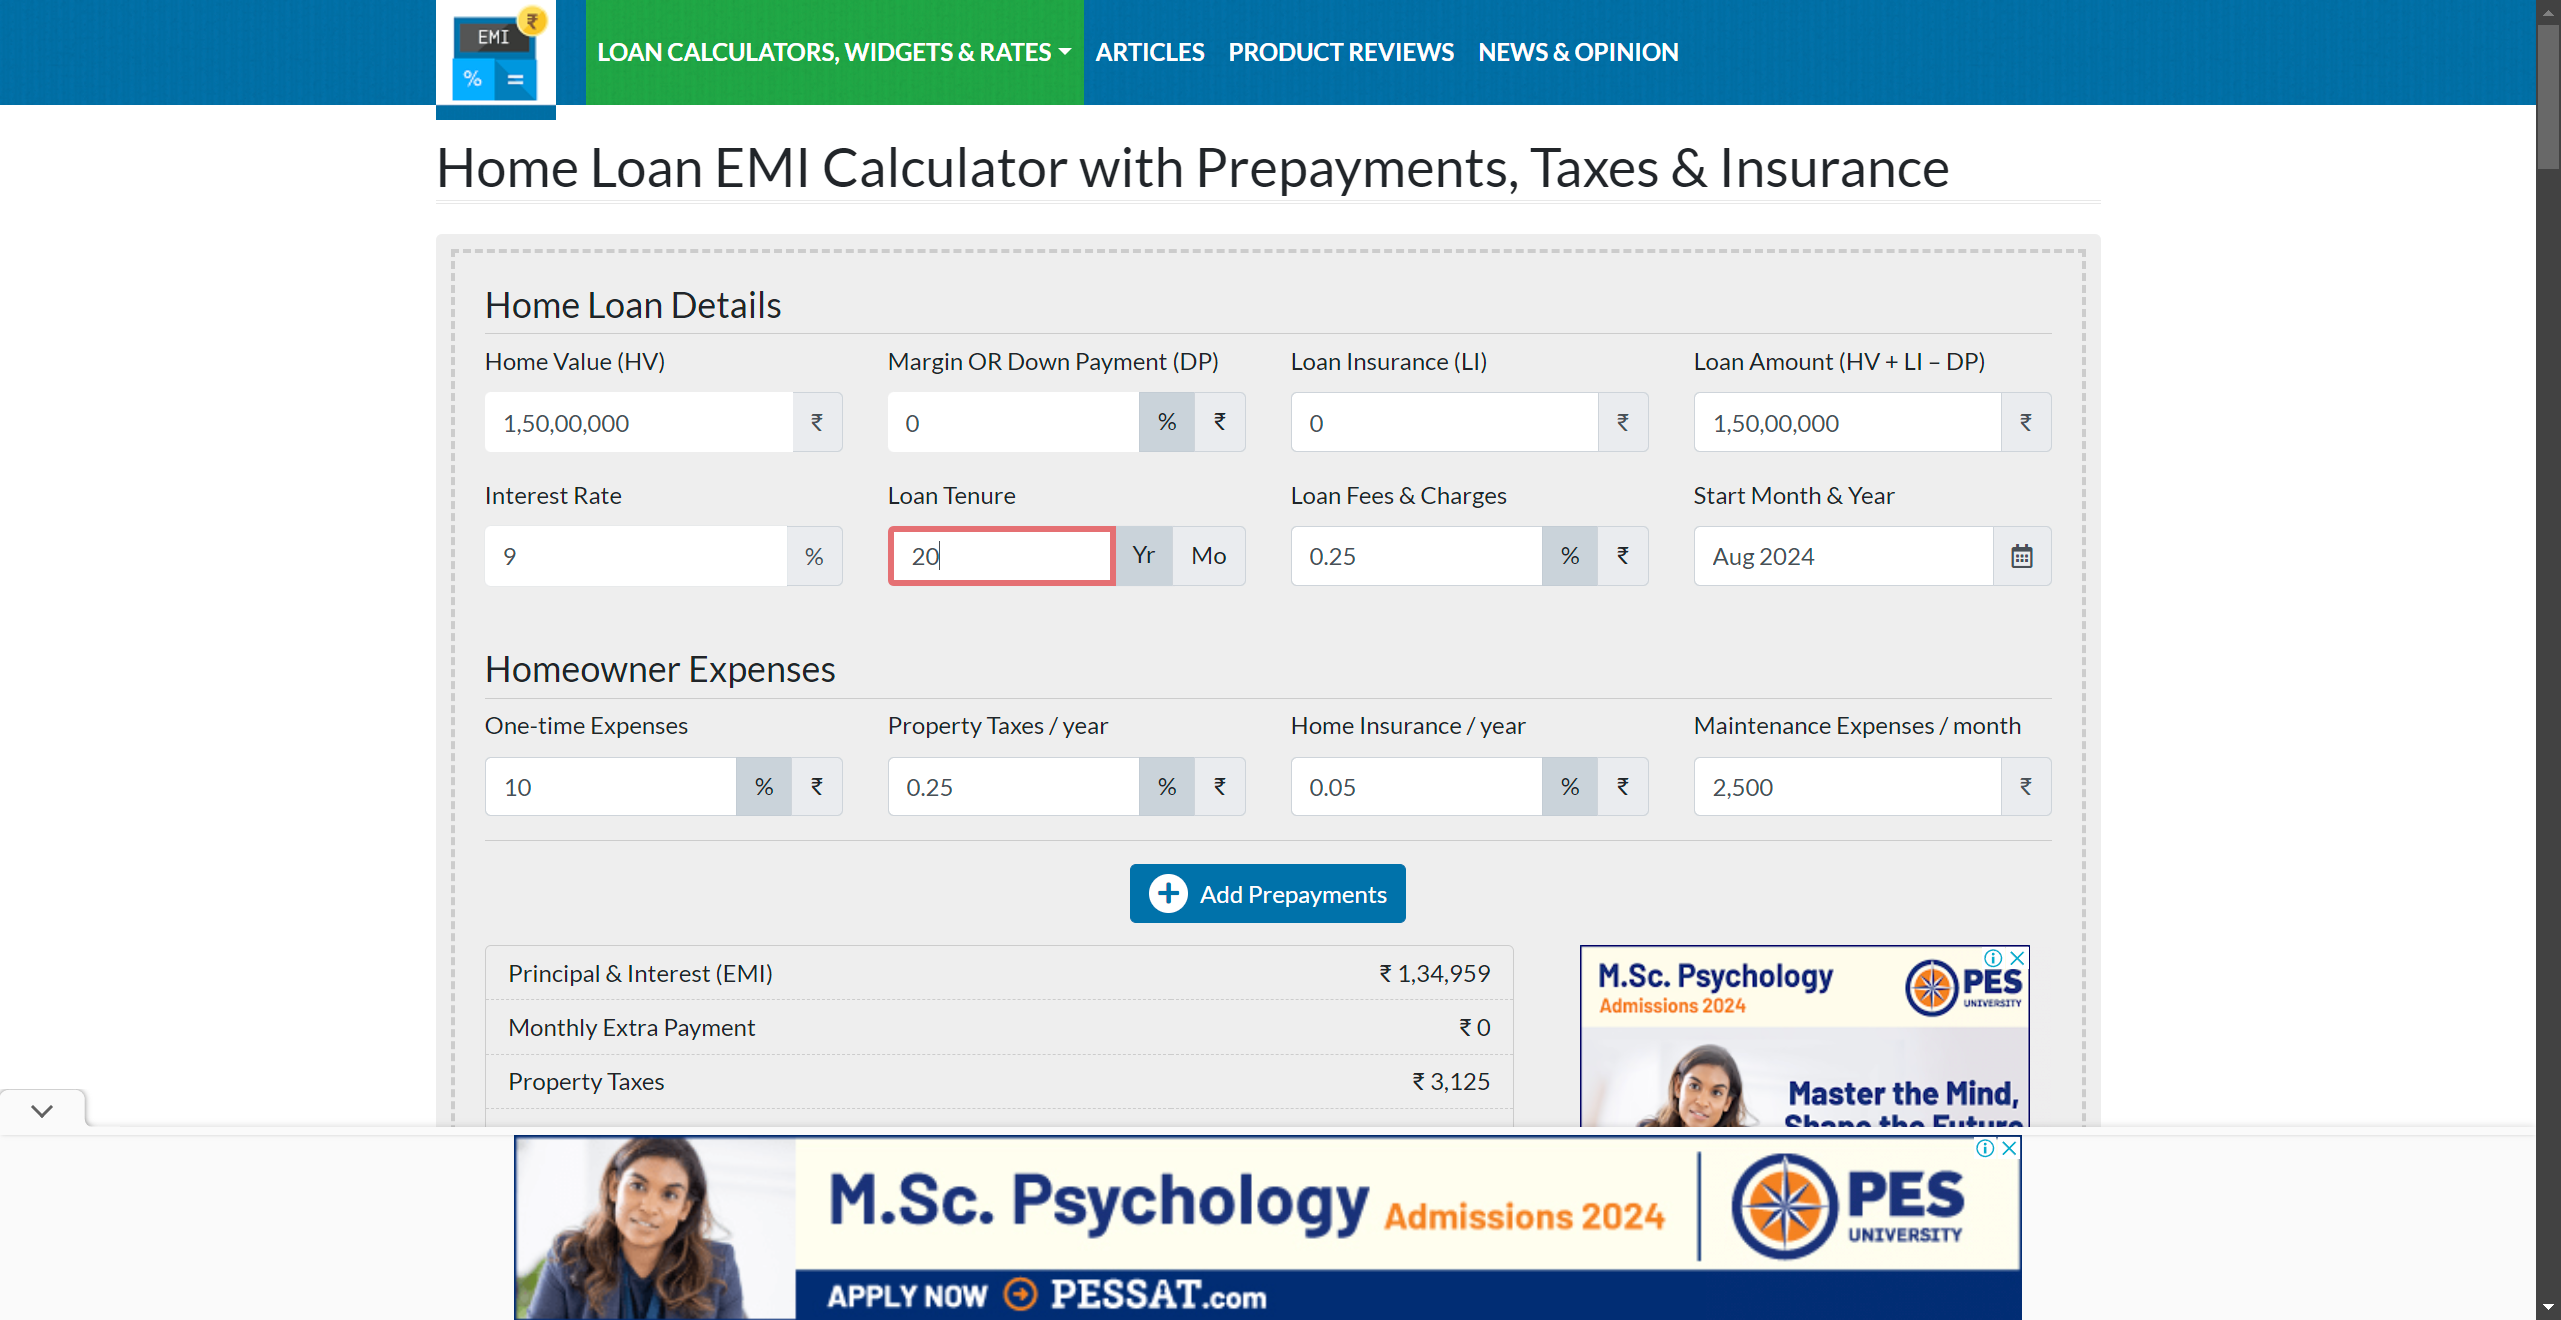 EMI
₹
%
=
LOAN CALCULATORS, WIDGETS & RATES
ARTICLES
PRODUCT REVIEWS
NEWS & OPINION
Home Loan EMI Calculator with Prepayments, Taxes & Insurance
Home Loan Details
Home Value (HV)
Margin OR Down Payment (DP)
Loan Insurance (LI)
Loan Amount (HV + LI – DP)
1,50,00,000 ₹
0 % ₹
0 ₹
1,50,00,000 ₹
Interest Rate
Loan Tenure
Loan Fees & Charges
Start Month & Year
9 %
20 Yr Mo
0.25 % ₹
Aug 2024
Homeowner Expenses
One-time Expenses
Property Taxes / year
Home Insurance / year
Maintenance Expenses / month
10 % ₹
0.25 % ₹
0.05 % ₹
2,500 ₹
Add Prepayments
Principal & Interest (EMI) ₹ 1,34,959
Monthly Extra Payment ₹ 0
Property Taxes ₹ 3,125
M.Sc. Psychology
Admissions 2024
PES
UNIVERSITY
Master the Mind,
Shape the Future
M.Sc. Psychology Admissions 2024
PES
UNIVERSITY
APPLY NOW PESSAT.com